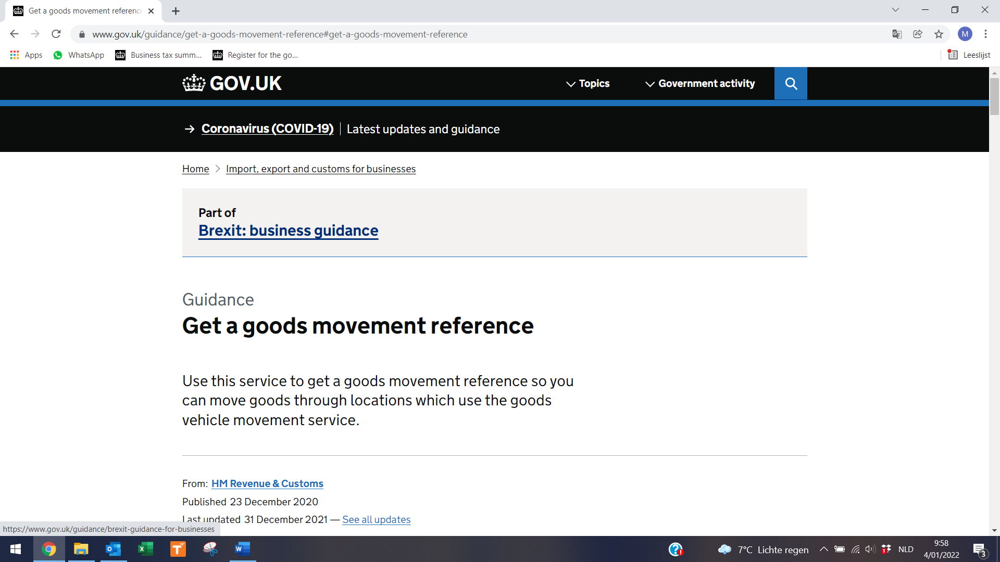 Get a goods movement reference
www.gov.uk/guidance/get-a-goods-movement-reference#get-a-goods-movement-reference
M
Apps
WhatsApp
Business tax summ...
Register for the go...
Leeslijst
GOV.UK
Topics
Government activity
Coronavirus (COVID-19)
Latest updates and guidance
Home
Import, export and customs for businesses
Part of
Brexit: business guidance
Guidance
Get a goods movement reference
Use this service to get a goods movement reference so you
can move goods through locations which use the goods
vehicle movement service.
From: HM Revenue & Customs
Published 23 December 2020
Last updated 31 December 2021 — See all updates
https://www.gov.uk/guidance/brexit-guidance-for-businesses
7°C Lichte regen
NLD
9:58
4/01/2022
3